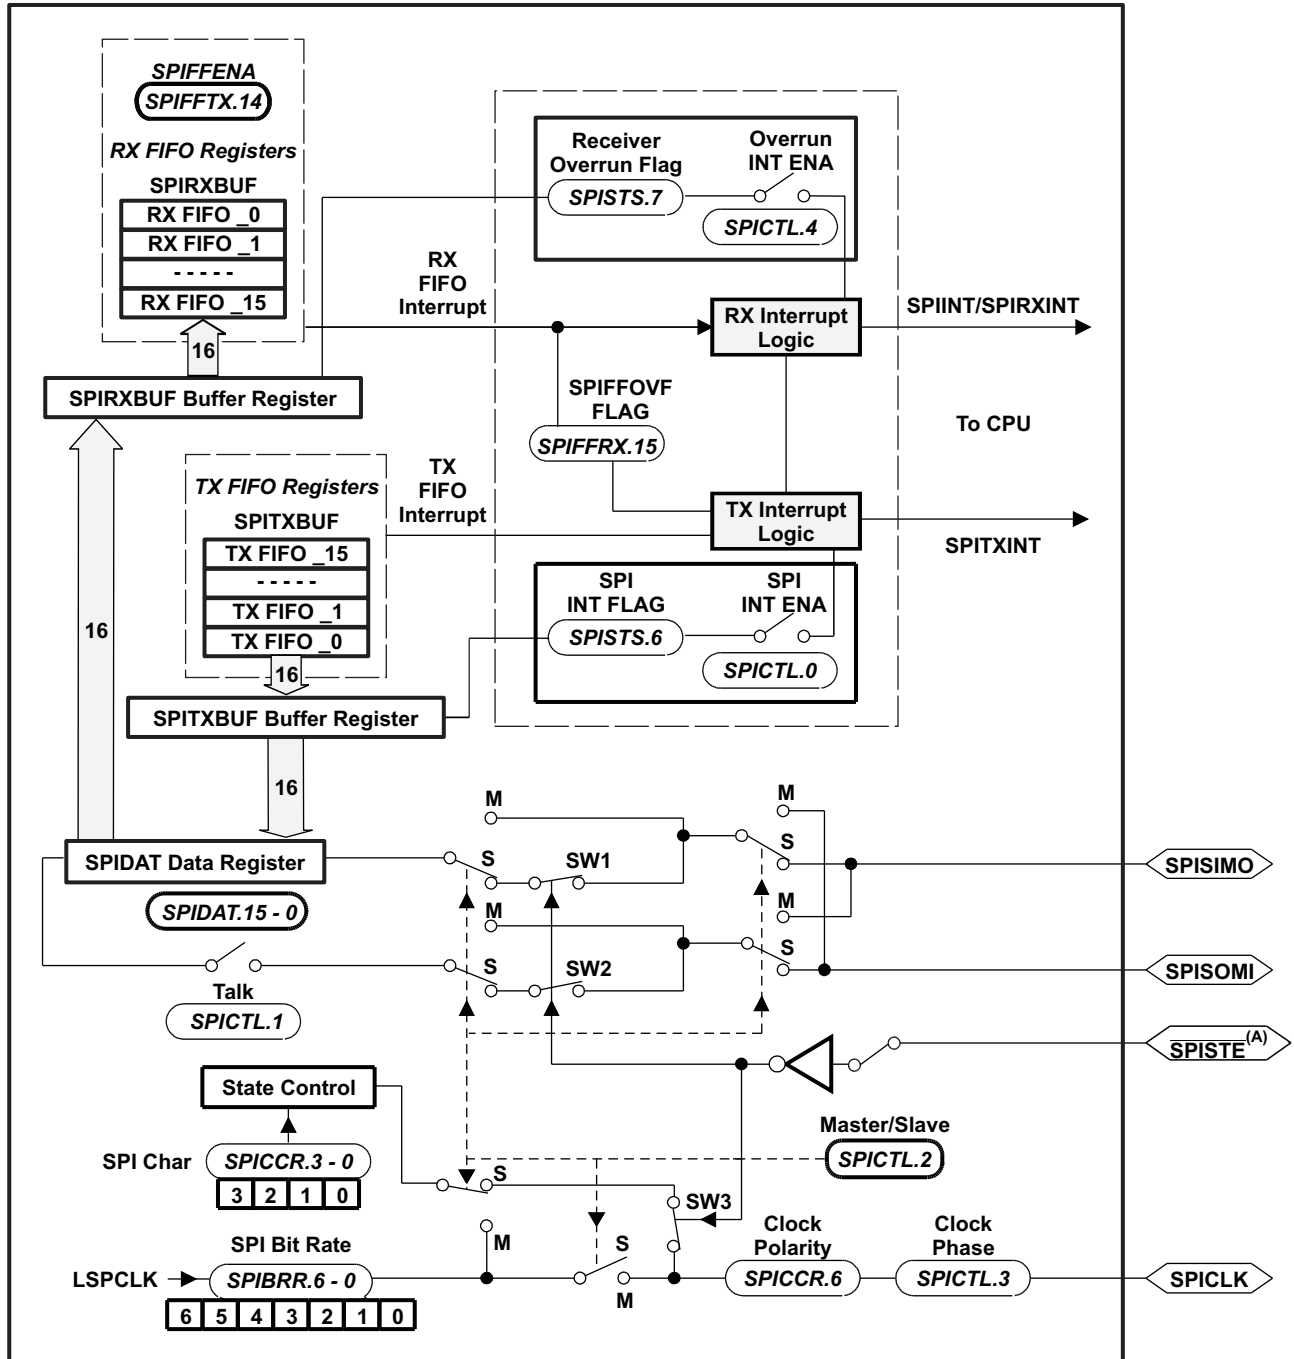 SPIFFENA
SPIFFTX.14
RX FIFO Registers
SPIRXBUF
RX FIFO _0
RX FIFO _1
- - - - -
RX FIFO _15
16
SPIRXBUF Buffer Register
RX
FIFO
Interrupt
Receiver
Overrun Flag
SPISTS.7
Overrun
INT ENA
SPICTL.4
RX Interrupt
Logic
SPIINT/SPIRXINT
SPIFFOVF
FLAG
SPIFFRX.15
To CPU
TX FIFO Registers
SPITXBUF
TX FIFO _15
- - - - -
TX FIFO _1
TX FIFO _0
16
16
TX
FIFO
Interrupt
TX Interrupt
Logic
SPITXINT
SPI
INT FLAG
SPISTS.6
SPI
INT ENA
SPICTL.0
SPITXBUF Buffer Register
16
SPIDAT Data Register
SPIDAT.15 - 0
M
S
SW1
M
S
SPISIMO
M
S
SW2
M
S
SPISOMI
Talk
SPICTL.1
SPISTE(A)
State Control
Master/Slave
SPICTL.2
SPI Char
SPICCR.3 - 0
3 2 1 0
S
M
SW3
SPI Bit Rate
LSPCLK
SPIBRR.6 - 0
6 5 4 3 2 1 0
S
M
Clock
Polarity
SPICCR.6
Clock
Phase
SPICTL.3
SPICLK